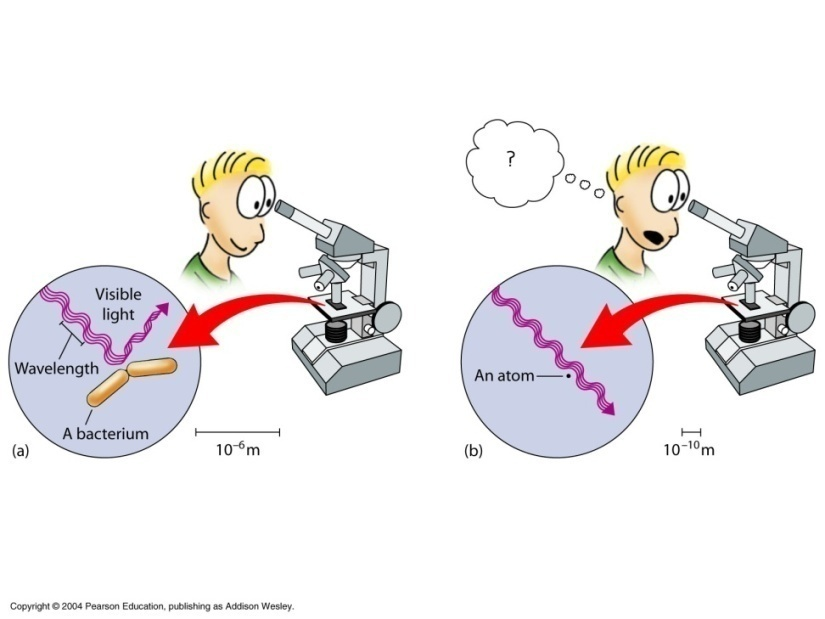 ?
Visible
light
Wavelength
A bacterium
(a)
10⁻⁶m
An atom
(b)
10⁻¹⁰m
Copyright © 2004 Pearson Education, publishing as Addison Wesley.